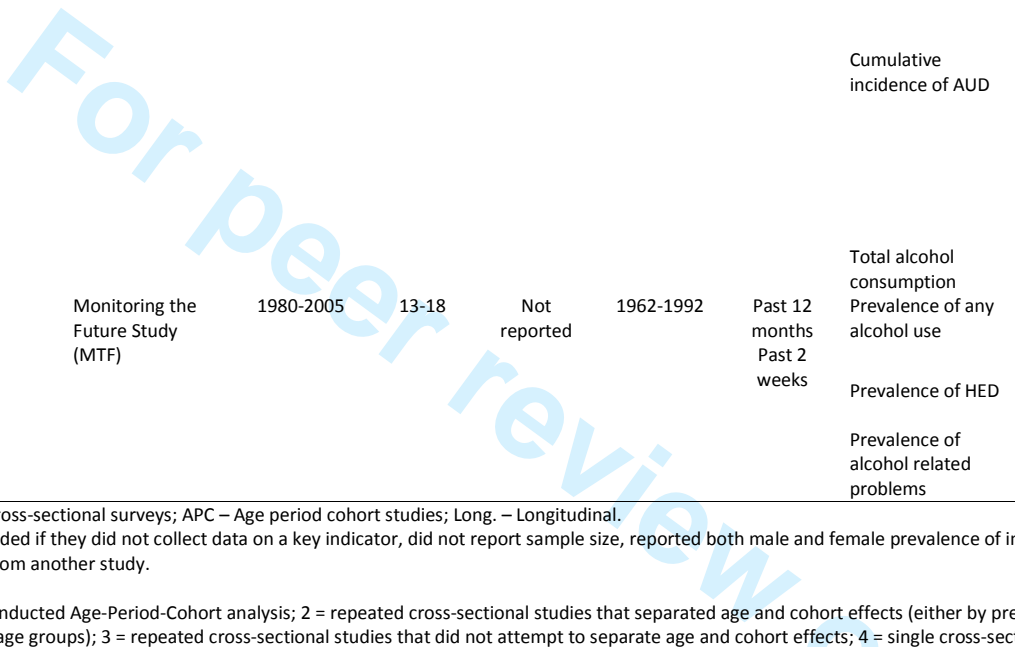 Cumulative
incidence of AUD
Total alcohol
consumption
Monitoring the 1980-2005 13-18 Not 1962-1992 Past 12 Prevalence of any
Future Study reported months alcohol use
(MTF) Past 2
weeks
Prevalence of HED
Prevalence of
alcohol related
problems
oss-sectional surveys; APC – Age period cohort studies; Long. – Longitudinal.
ded if they did not collect data on a key indicator, did not report sample size, reported both male and female prevalence of i
om another study.
nducted Age-Period-Cohort analysis; 2 = repeated cross-sectional studies that separated age and cohort effects (either by pre
age groups); 3 = repeated cross-sectional studies that did not attempt to separate age and cohort effects; 4 = single cross-sec
For peer review